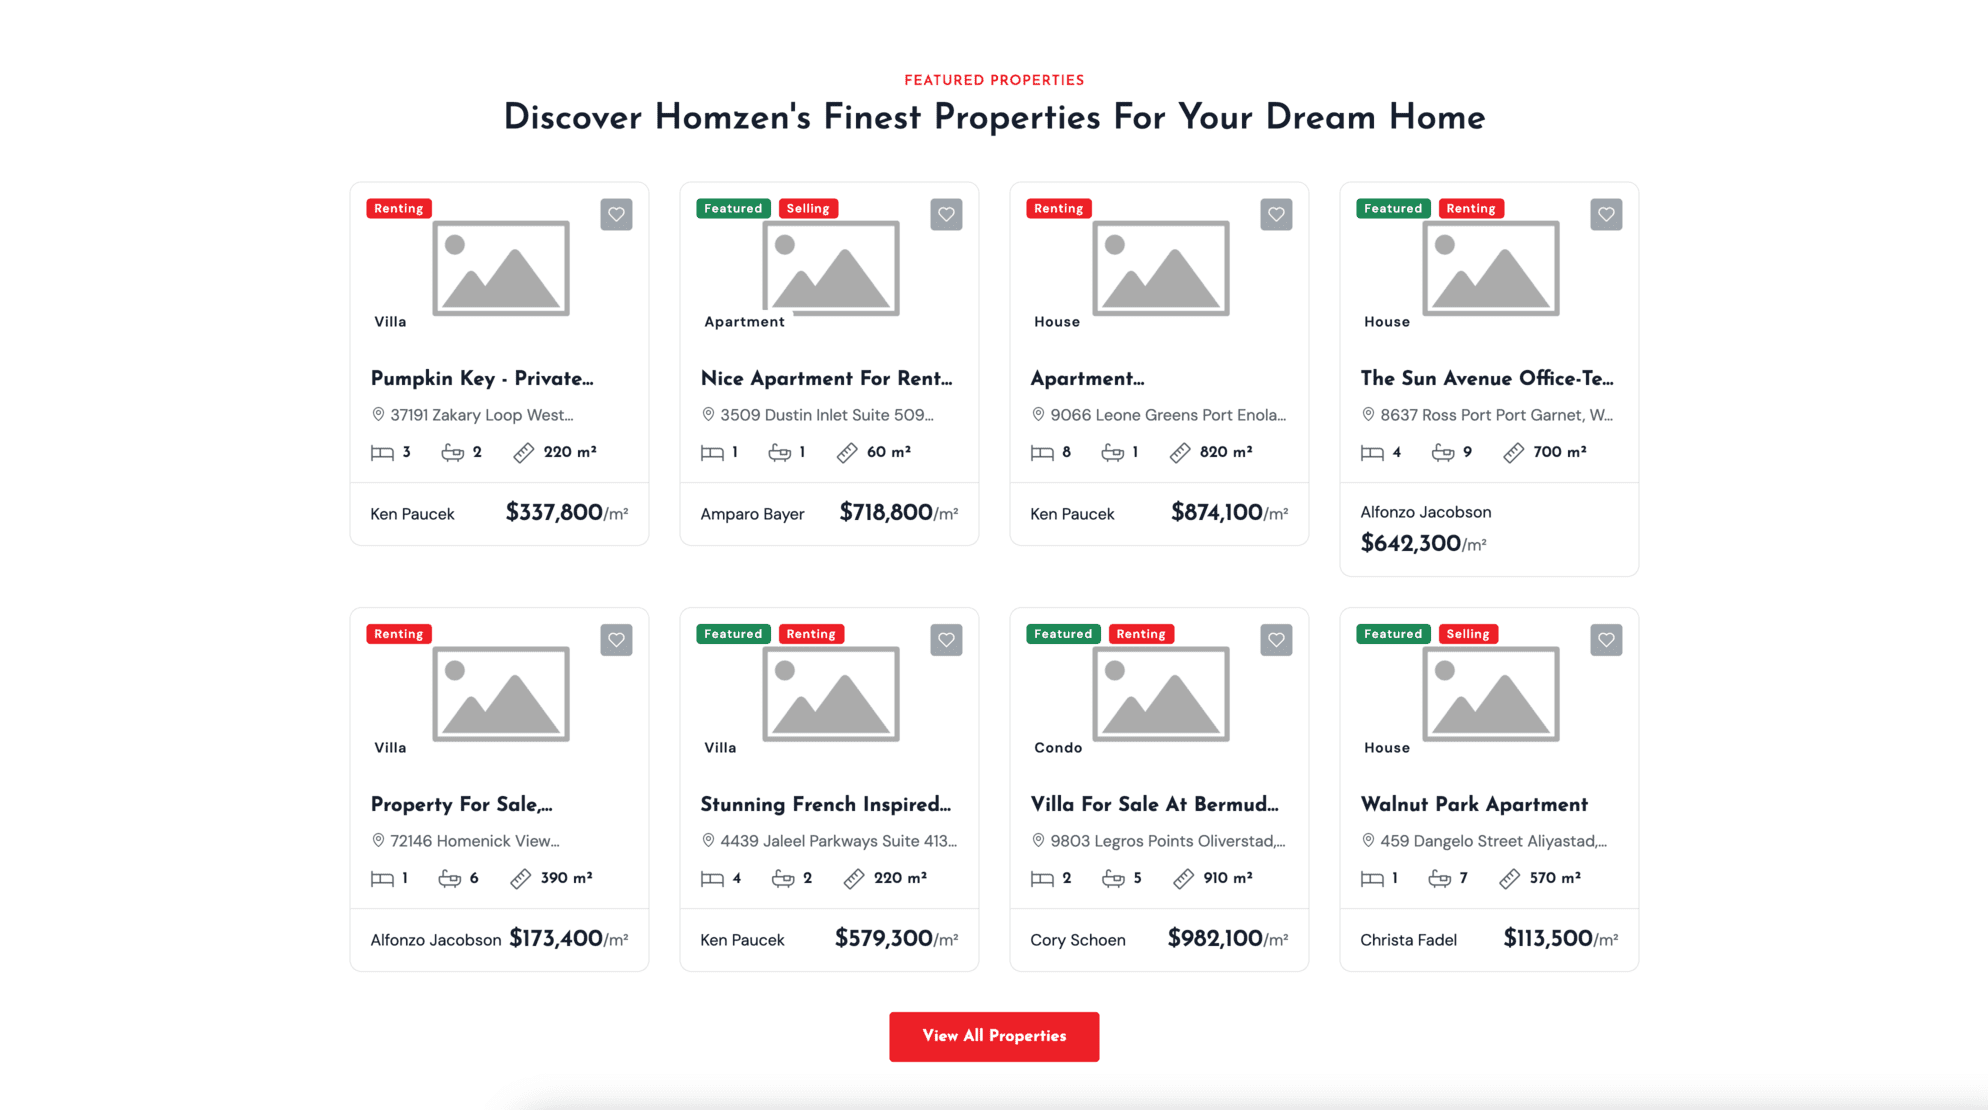 FEATURED PROPERTIES
Discover Homzen's Finest Properties For Your Dream Home
Renting
Villa
Pumpkin Key - Private...
37191 Zakary Loop West...
3 2 220 m²
Ken Paucek $337,800/m²
Featured Selling
Apartment
Nice Apartment For Rent...
3509 Dustin Inlet Suite 509...
1 1 60 m²
Amparo Bayer $718,800/m²
Renting
House
Apartment...
9066 Leone Greens Port Enola...
8 1 820 m²
Ken Paucek $874,100/m²
Featured Renting
House
The Sun Avenue Office-Te...
8637 Ross Port Port Garnet, W...
4 9 700 m²
Alfonzo Jacobson
$642,300/m²
Renting
Villa
Property For Sale,...
72146 Homenick View...
1 6 390 m²
Alfonzo Jacobson $173,400/m²
Featured Renting
Villa
Stunning French Inspired...
4439 Jaleel Parkways Suite 413...
4 2 220 m²
Ken Paucek $579,300/m²
Featured Renting
Condo
Villa For Sale At Bermud...
9803 Legros Points Oliverstad,...
2 5 910 m²
Cory Schoen $982,100/m²
Featured Selling
House
Walnut Park Apartment
459 Dangelo Street Aliyastad,...
1 7 570 m²
Christa Fadel $113,500/m²
View All Properties